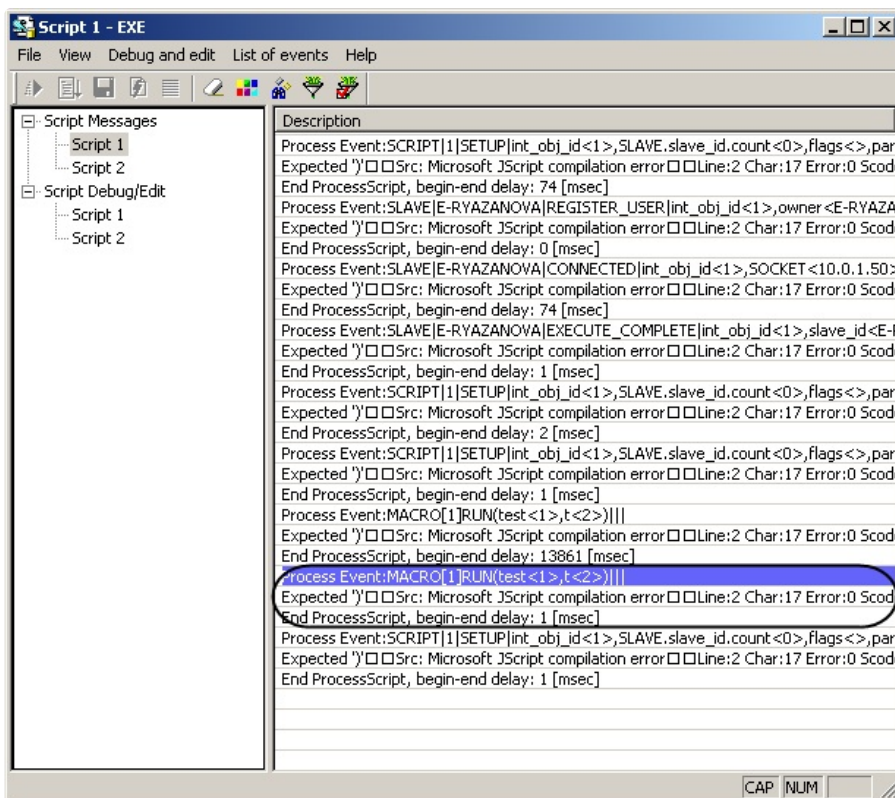 Script 1 - EXE
File View Debug and edit List of events Help
Script Messages
Script 1
Script 2
Script Debug/Edit
Script 1
Script 2
Description
Process Event:SCRIPT|1|SETUP|int_obj_id<1>,SLAVE.slave_id.count<0>,flags<>,par
Expected ')'□□Src: Microsoft JScript compilation error□□Line:2 Char:17 Error:0 Scod
End ProcessScript, begin-end delay: 74 [msec]
Process Event:SLAVE|E-RYAZANOVA|REGISTER_USER|int_obj_id<1>,owner<E-RYAZA
Expected ')'□□Src: Microsoft JScript compilation error□□Line:2 Char:17 Error:0 Scod
End ProcessScript, begin-end delay: 0 [msec]
Process Event:SLAVE|E-RYAZANOVA|CONNECTED|int_obj_id<1>,SOCKET<10.0.1.50>
Expected ')'□□Src: Microsoft JScript compilation error□□Line:2 Char:17 Error:0 Scod
End ProcessScript, begin-end delay: 74 [msec]
Process Event:SLAVE|E-RYAZANOVA|EXECUTE_COMPLETE|int_obj_id<1>,slave_id<E-
Expected ')'□□Src: Microsoft JScript compilation error□□Line:2 Char:17 Error:0 Scod
End ProcessScript, begin-end delay: 1 [msec]
Process Event:SCRIPT|1|SETUP|int_obj_id<1>,SLAVE.slave_id.count<0>,flags<>,par
Expected ')'□□Src: Microsoft JScript compilation error□□Line:2 Char:17 Error:0 Scod
End ProcessScript, begin-end delay: 2 [msec]
Process Event:SCRIPT|1|SETUP|int_obj_id<1>,SLAVE.slave_id.count<0>,flags<>,par
Expected ')'□□Src: Microsoft JScript compilation error□□Line:2 Char:17 Error:0 Scod
End ProcessScript, begin-end delay: 1 [msec]
Process Event:MACRO[1]RUN(test<1>,t<2>)|||
Expected ')'□□Src: Microsoft JScript compilation error□□Line:2 Char:17 Error:0 Scod
End ProcessScript, begin-end delay: 13861 [msec]
Process Event:MACRO[1]RUN(test<1>,t<2>)|||
Expected ')'□□Src: Microsoft JScript compilation error□□Line:2 Char:17 Error:0 Scod
End ProcessScript, begin-end delay: 1 [msec]
Process Event:SCRIPT|1|SETUP|int_obj_id<1>,SLAVE.slave_id.count<0>,flags<>,par
Expected ')'□□Src: Microsoft JScript compilation error□□Line:2 Char:17 Error:0 Scod
End ProcessScript, begin-end delay: 1 [msec]
CAP NUM